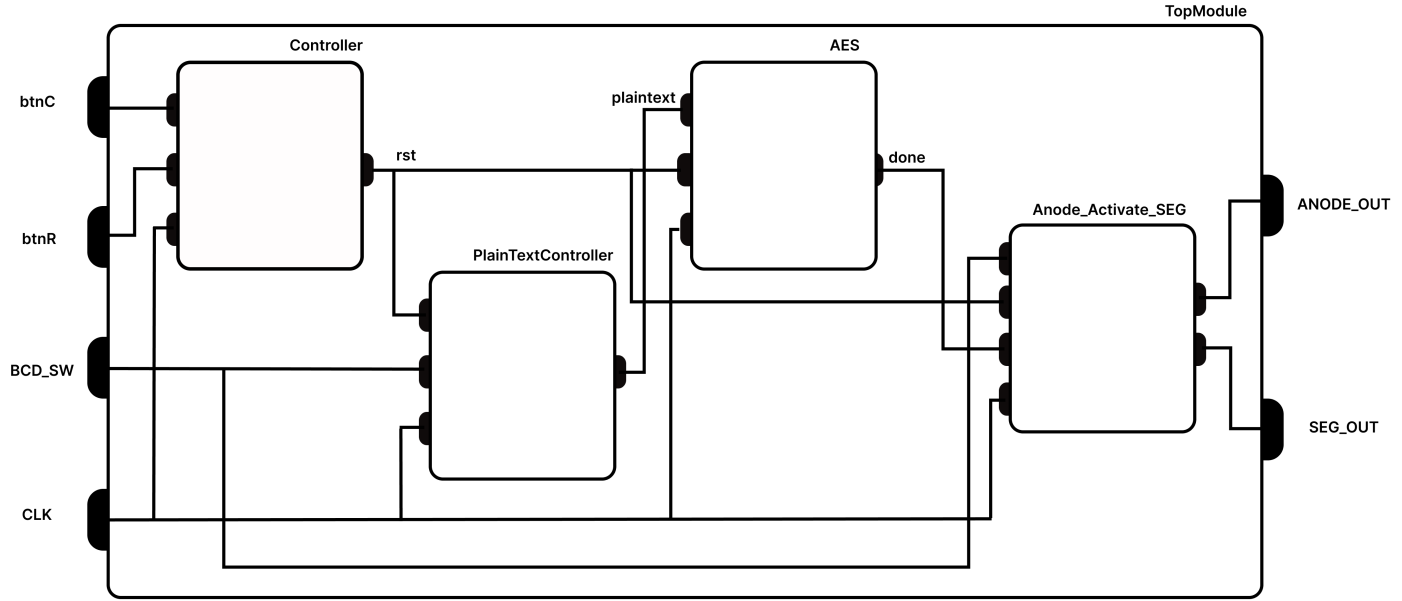 TopModule
Controller
AES
btnC
plaintext
rst
done
btnR
PlainTextController
Anode_Activate_SEG
ANODE_OUT
BCD_SW
SEG_OUT
CLK